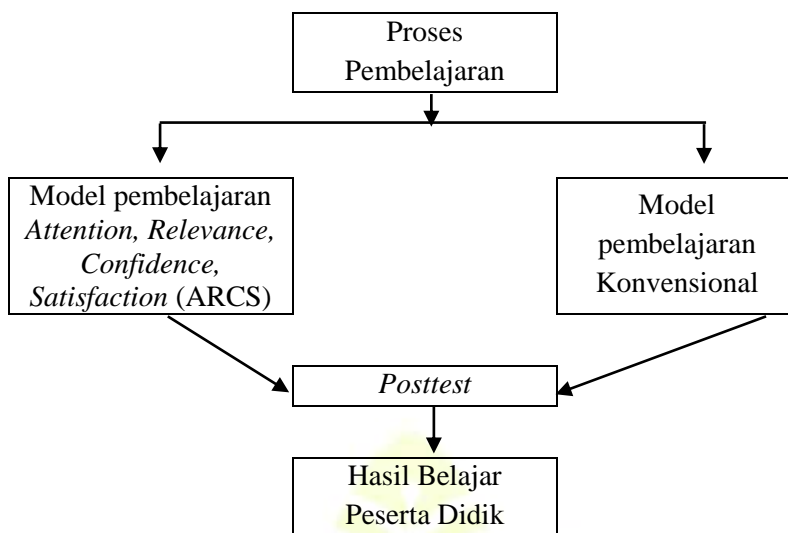 Proses
Pembelajaran
Model pembelajaran
Attention, Relevance,
Confidence,
Satisfaction (ARCS)
Model
pembelajaran
Konvensional
Posttest
Hasil Belajar
Peserta Didik